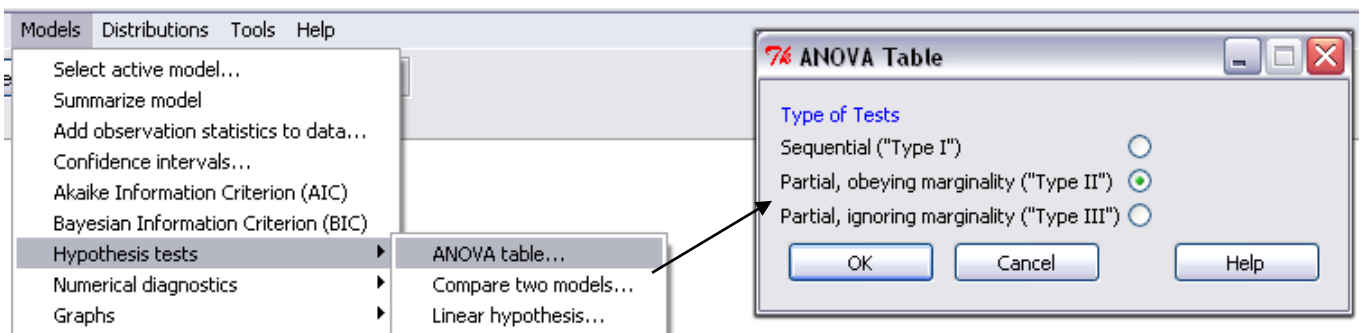 Models Distributions Tools Help
Select active model...
Summarize model
Add observation statistics to data...
Confidence intervals...
Akaike Information Criterion (AIC)
Bayesian Information Criterion (BIC)
Hypothesis tests
Numerical diagnostics
Graphs
ANOVA table...
Compare two models...
Linear hypothesis...
ANOVA Table
Type of Tests
Sequential ("Type I")
Partial, obeying marginality ("Type II")
Partial, ignoring marginality ("Type III")
OK Cancel Help